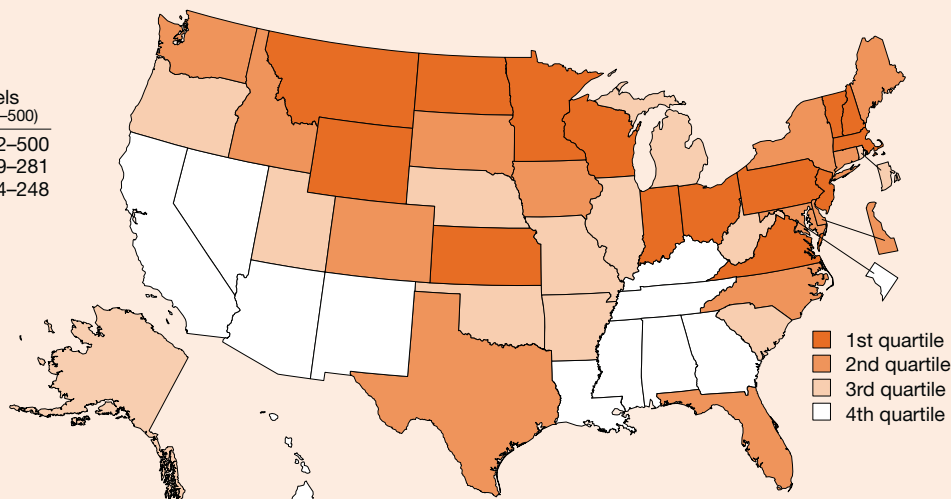 els
–500)
2–500
9–281
4–248
1st quartile
2nd quartile
3rd quartile
4th quartile